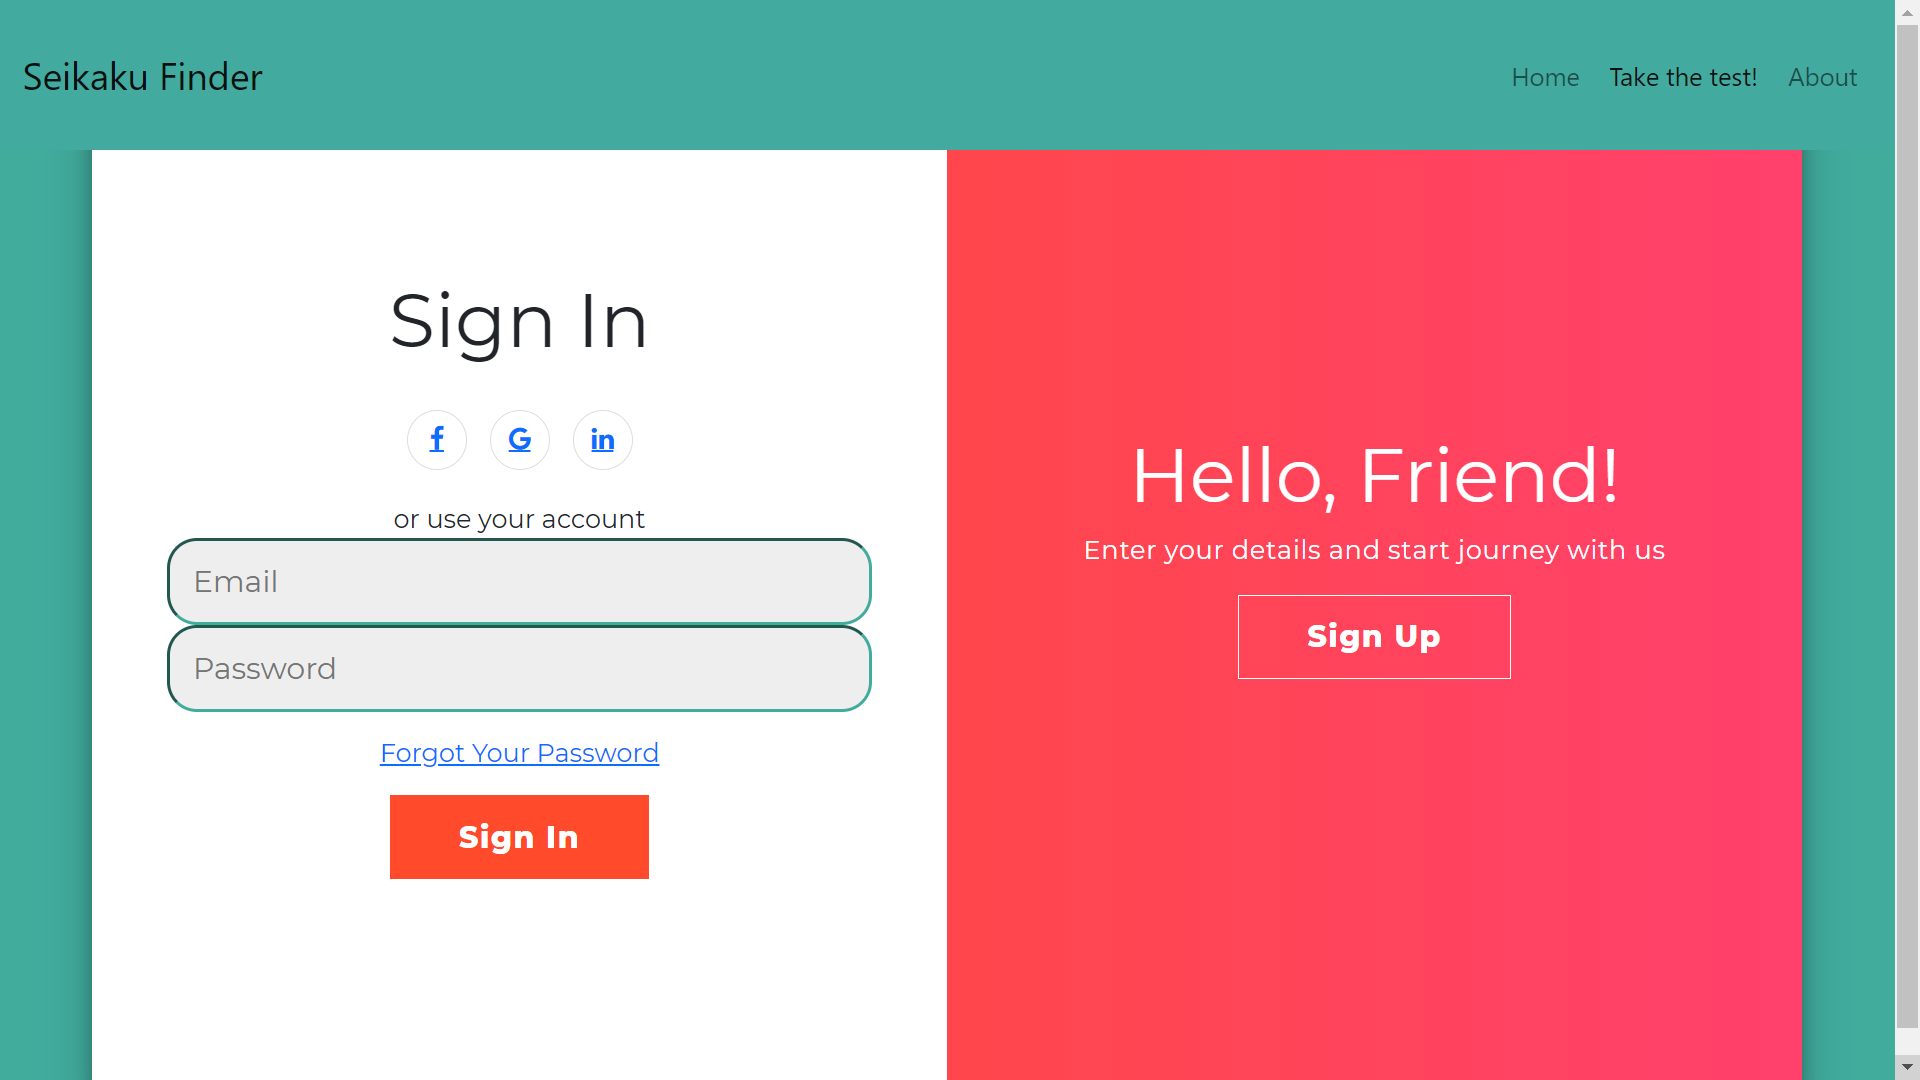 Seikaku Finder
Home Take the test! About
Sign In
f G in
or use your account
Email
Password
Forgot Your Password
Sign In
Hello, Friend!
Enter your details and start journey with us
Sign Up